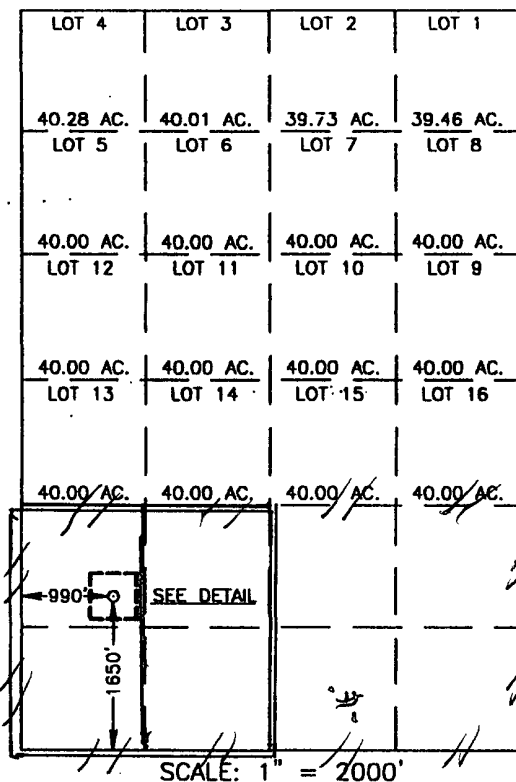 LOT 4 LOT 3 LOT 2 LOT 1
40.28 AC. 40.01 AC. 39.73 AC. 39.46 AC.
LOT 5 LOT 6 LOT 7 LOT 8
40.00 AC. 40.00 AC. 40.00 AC. 40.00 AC.
LOT 12 LOT 11 LOT 10 LOT 9
40.00 AC. 40.00 AC. 40.00 AC. 40.00 AC.
LOT 13 LOT 14 LOT 15 LOT 16
40.00 AC. 40.00 AC. 40.00 AC. 40.00 AC.
990' SEE DETAIL
1650'
SCALE: 1" = 2000'